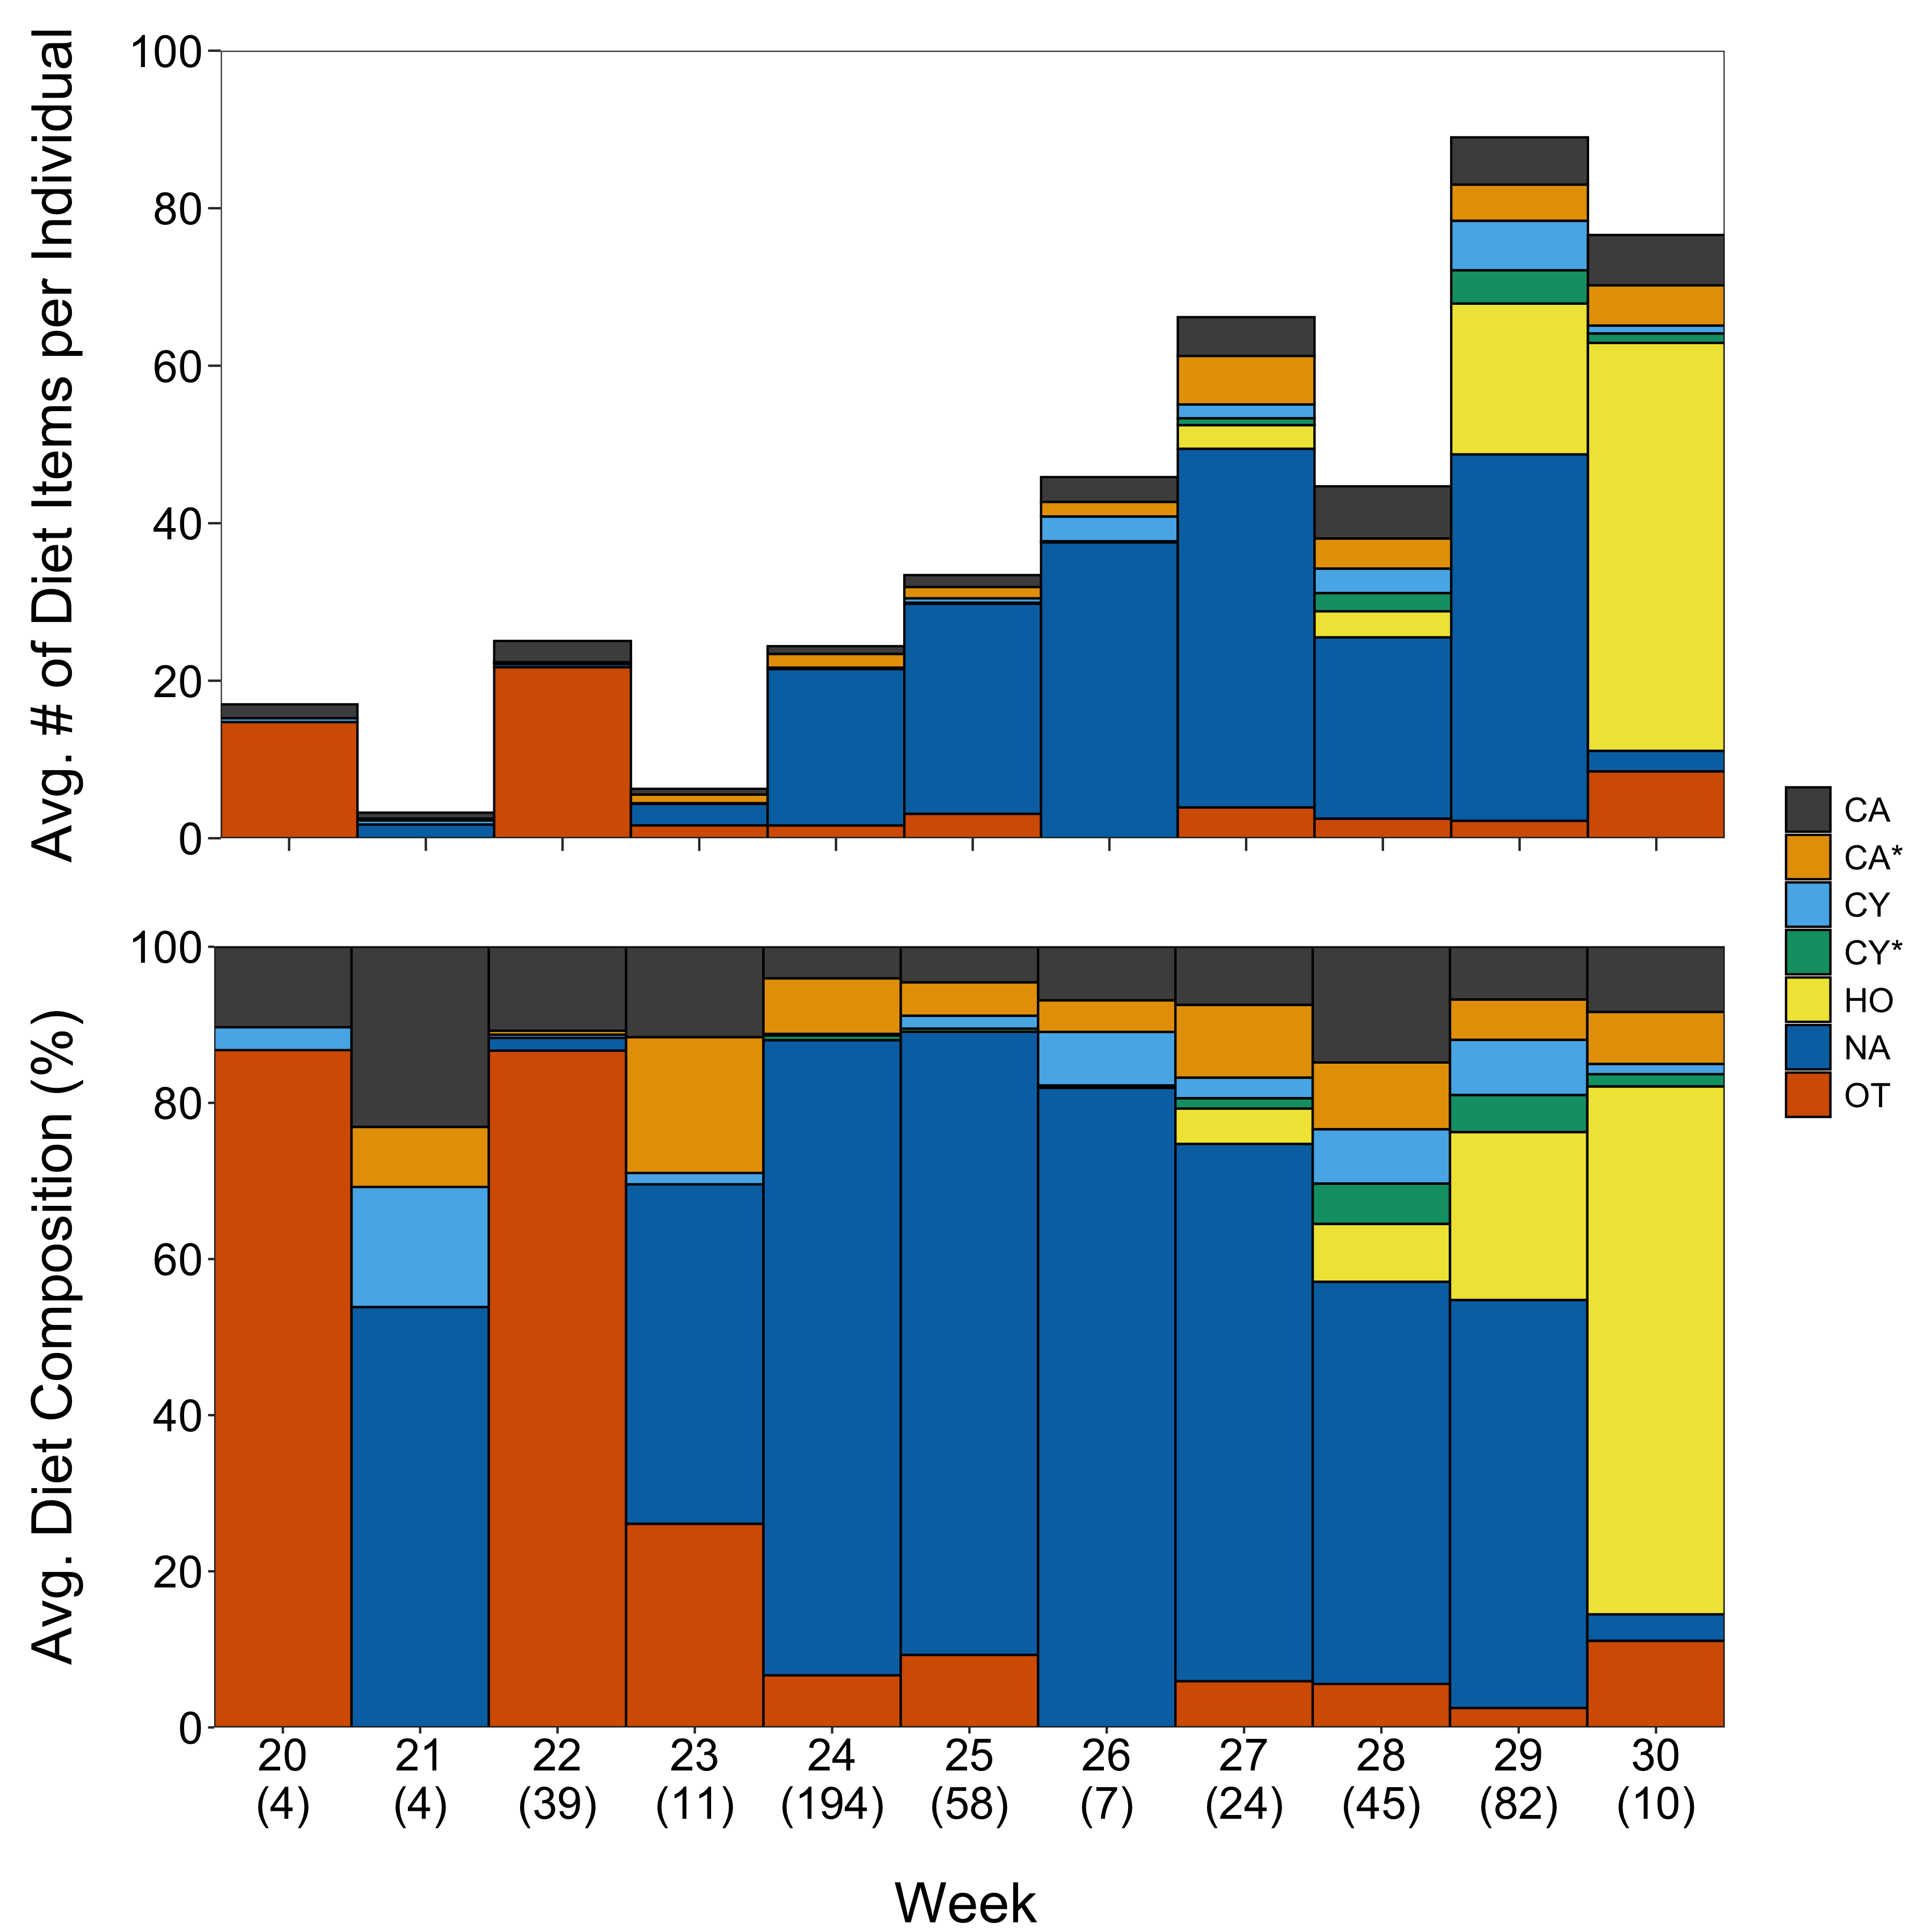 Avg. # of Diet Items per Individual
100
80
60
40
20
0
Avg. Diet Composition (%)
100
80
60
40
20
0
20 21 22 23 24 25 26 27 28 29 30
(4) (4) (39) (11) (194) (58) (7) (24) (45) (82) (10)
Week
CA
CA*
CY
CY*
HO
NA
OT